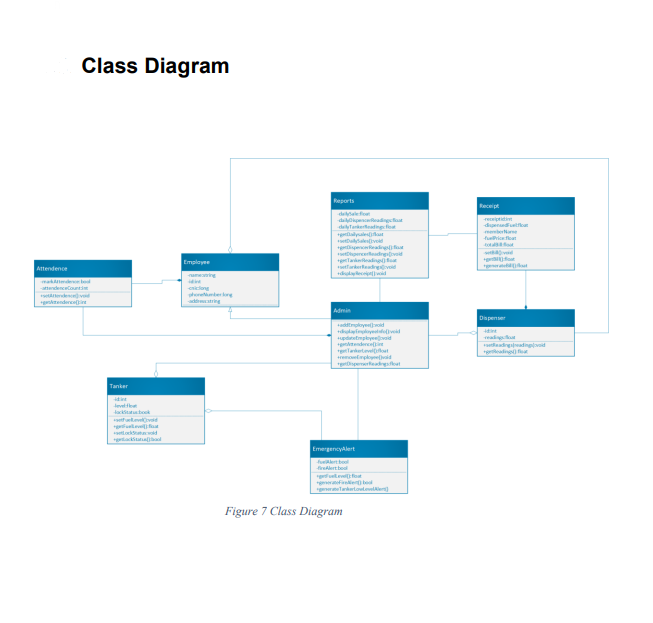 Class Diagram
Reports
-dailySale:float
-dailyDispencerReadings:float
-dailyTankerReadings:float
+getDailysales():float
+setDailySales():void
+getDispencerReadings():float
+setDispencerReadings():void
+getTankerReadings():float
+setTankerReadings():void
+displayReceipt():void
Receipt
-receiptId:int
-dispensedFuel:float
-memberName
-fuelPrice:float
-totalBill:float
-setBill():void
+getBill():float
+generateBill():float
Attendence
-markAttendence:bool
-attendenceCount:int
+setAttendence():void
+getAttendence():int
Employee
-name:string
-id:int
-cnic:long
-phoneNumber:long
-address:string
Admin
+addEmployee():void
+displayEmployeeInfo():void
+updateEmployee():void
+getAttendence():int
+getTankerLevel():float
+removeEmployee():void
+getDispenserReadings:float
Dispenser
-id:int
-readings:float
+setReadings(readings):void
+getReadings():float
Tanker
-id:int
-level:float
-lockStatus:book
+setFuelLevel():void
+getFuelLevel():float
+setLockStatus:void
+getLockStatus():bool
EmergencyAlert
-fuelAlert:bool
-fireAlert:bool
+getFuelLevel():float
+generateFireAlert():bool
+generateTankerLowLevelAlert()
Figure 7 Class Diagram